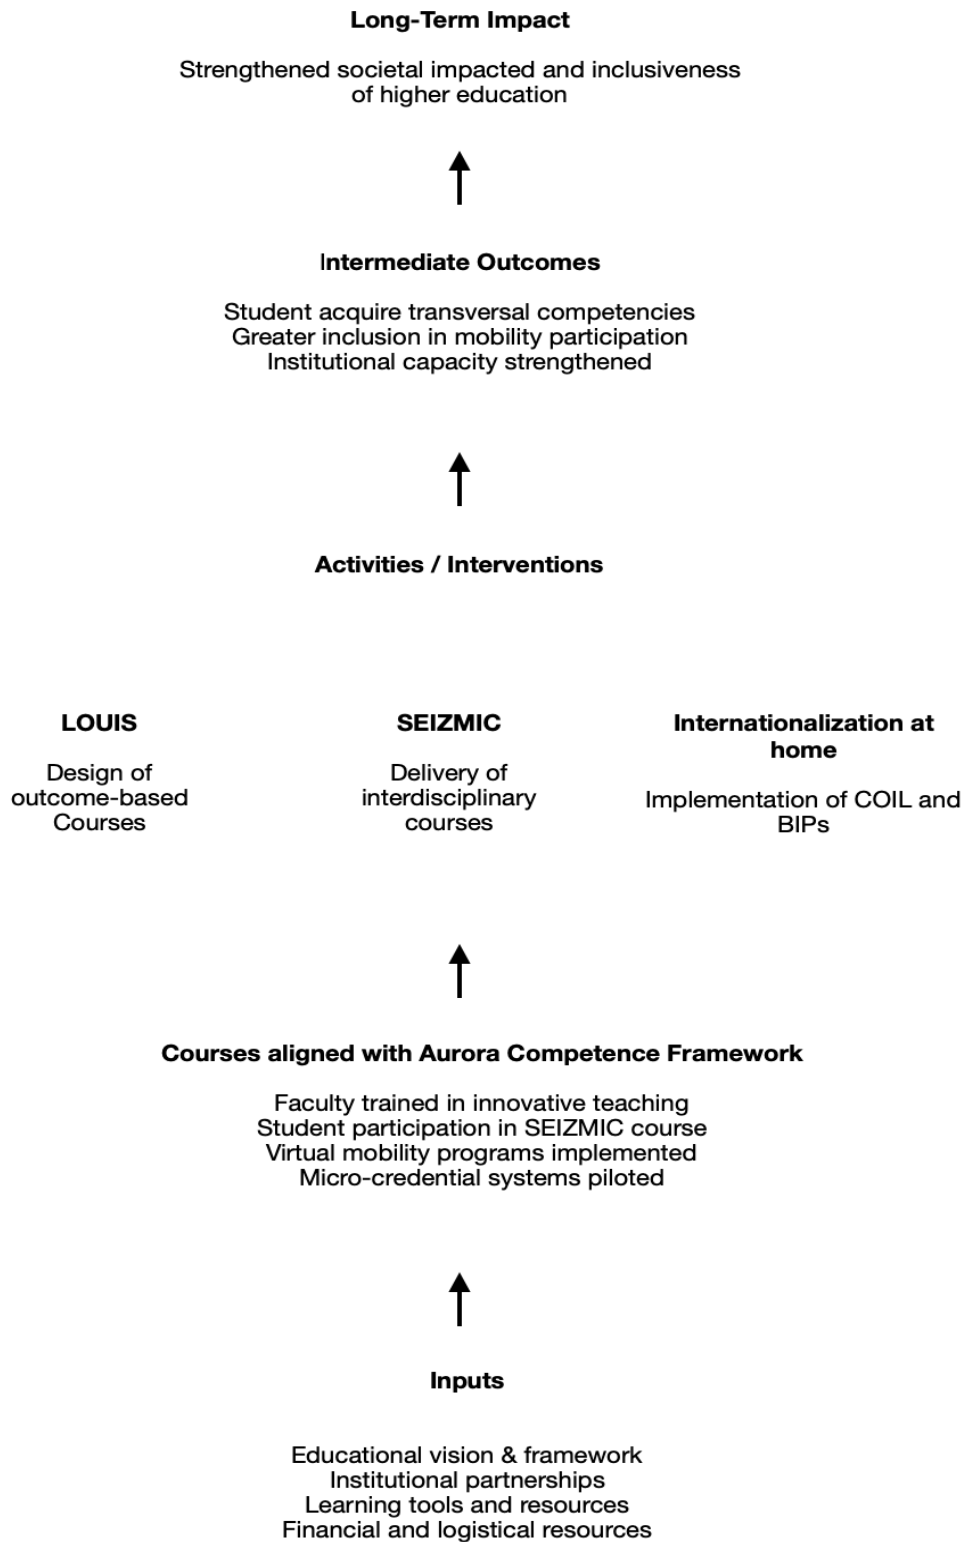 Long-Term Impact
Strengthened societal impacted and inclusiveness
of higher education
Intermediate Outcomes
Student acquire transversal competencies
Greater inclusion in mobility participation
Institutional capacity strengthened
Activities / Interventions
LOUIS
Design of
outcome-based
Courses
SEIZMIC
Delivery of
interdisciplinary
courses
Internationalization at
home
Implementation of COIL and
BIPs
Courses aligned with Aurora Competence Framework
Faculty trained in innovative teaching
Student participation in SEIZMIC course
Virtual mobility programs implemented
Micro-credential systems piloted
Inputs
Educational vision & framework
Institutional partnerships
Learning tools and resources
Financial and logistical resources